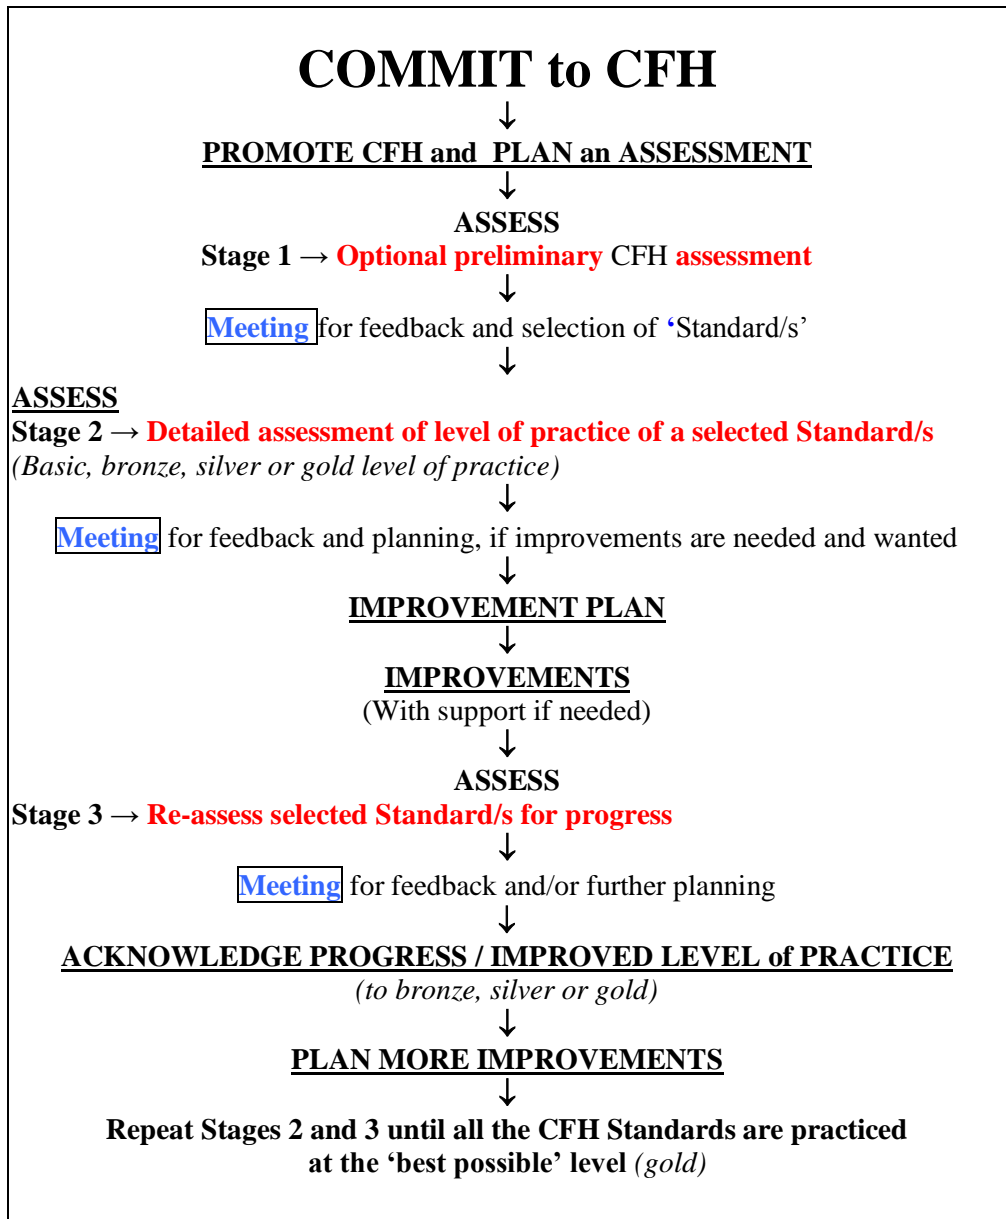 COMMIT to CFH
↓
PROMOTE CFH and PLAN an ASSESSMENT
↓
ASSESS
Stage 1 → Optional preliminary CFH assessment
↓
Meeting for feedback and selection of ‘Standard/s’
↓
ASSESS
Stage 2 → Detailed assessment of level of practice of a selected Standard/s
(Basic, bronze, silver or gold level of practice)
↓
Meeting for feedback and planning, if improvements are needed and wanted
↓
IMPROVEMENT PLAN
↓
IMPROVEMENTS
(With support if needed)
↓
ASSESS
Stage 3 → Re-assess selected Standard/s for progress
↓
Meeting for feedback and/or further planning
↓
ACKNOWLEDGE PROGRESS / IMPROVED LEVEL of PRACTICE
(to bronze, silver or gold)
↓
PLAN MORE IMPROVEMENTS
↓
Repeat Stages 2 and 3 until all the CFH Standards are practiced
at the ‘best possible’ level (gold)